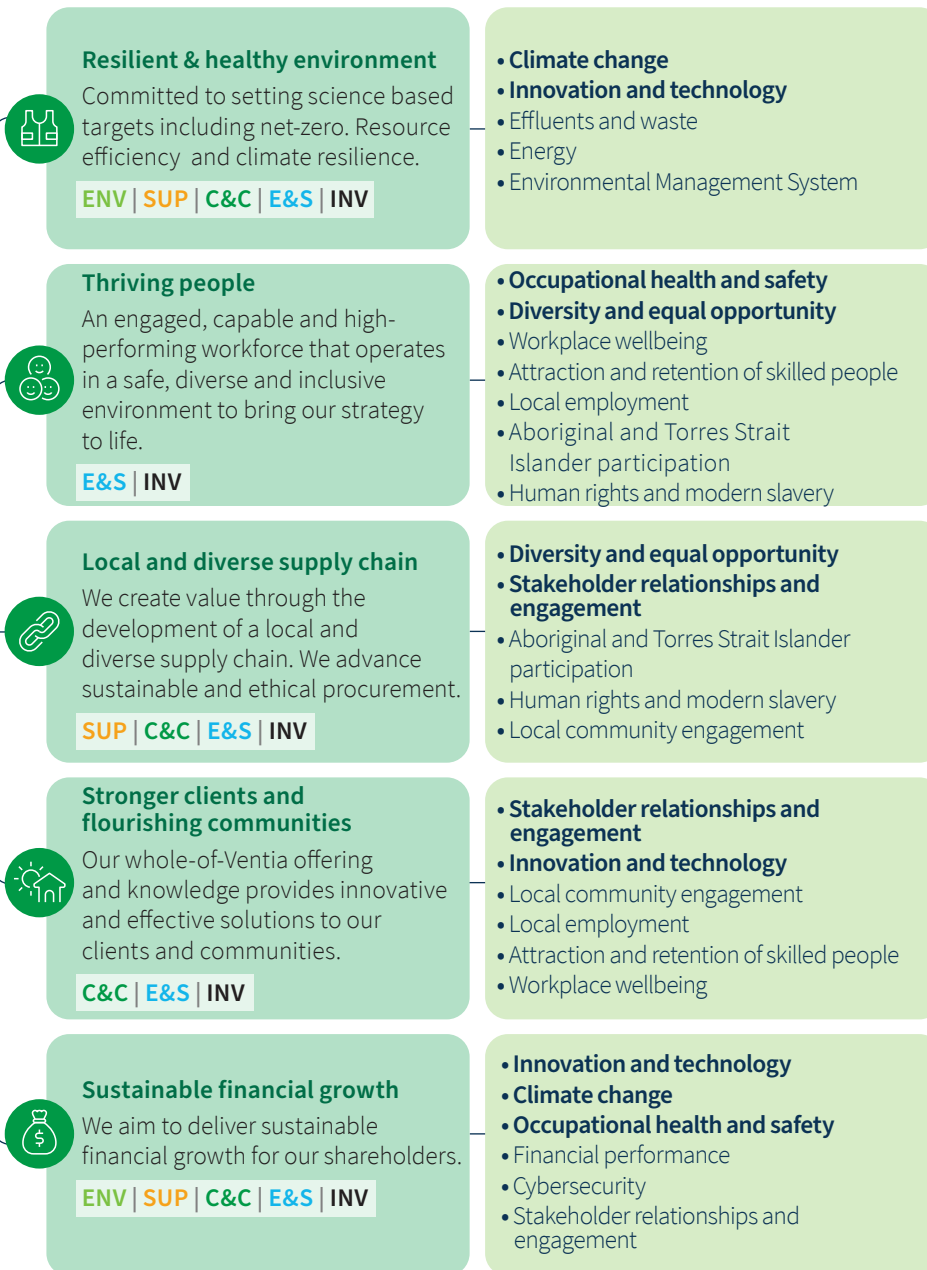 Resilient & healthy environment
Committed to setting science based
targets including net-zero. Resource
efficiency and climate resilience.
ENV | SUP | C&C | E&S | INV
• Climate change
• Innovation and technology
• Effluents and waste
• Energy
• Environmental Management System
Thriving people
An engaged, capable and high-
performing workforce that operates
in a safe, diverse and inclusive
environment to bring our strategy
to life.
E&S | INV
• Occupational health and safety
• Diversity and equal opportunity
• Workplace wellbeing
• Attraction and retention of skilled people
• Local employment
• Aboriginal and Torres Strait
Islander participation
• Human rights and modern slavery
Local and diverse supply chain
We create value through the
development of a local and
diverse supply chain. We advance
sustainable and ethical procurement.
SUP | C&C | E&S | INV
• Diversity and equal opportunity
• Stakeholder relationships and
engagement
• Aboriginal and Torres Strait Islander
participation
• Human rights and modern slavery
• Local community engagement
Stronger clients and
flourishing communities
Our whole-of-Ventia offering
and knowledge provides innovative
and effective solutions to our
clients and communities.
C&C | E&S | INV
• Stakeholder relationships and
engagement
• Innovation and technology
• Local community engagement
• Local employment
• Attraction and retention of skilled people
• Workplace wellbeing
$
Sustainable financial growth
We aim to deliver sustainable
financial growth for our shareholders.
ENV | SUP | C&C | E&S | INV
• Innovation and technology
• Climate change
• Occupational health and safety
• Financial performance
• Cybersecurity
• Stakeholder relationships and
engagement